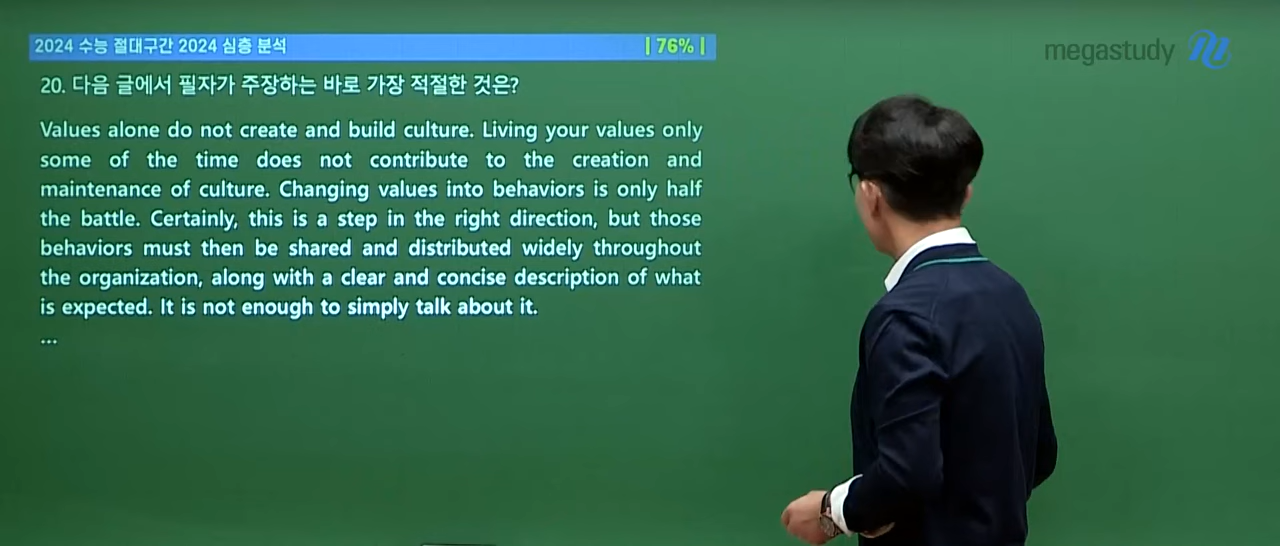 2024 수능 절대구간 2024 심층 분석 | 76% |
megastudy
20. 다음 글에서 필자가 주장하는 바로 가장 적절한 것은?
Values alone do not create and build culture. Living your values only
some of the time does not contribute to the creation and
maintenance of culture. Changing values into behaviors is only half
the battle. Certainly, this is a step in the right direction, but those
behaviors must then be shared and distributed widely throughout
the organization, along with a clear and concise description of what
is expected. It is not enough to simply talk about it.
...